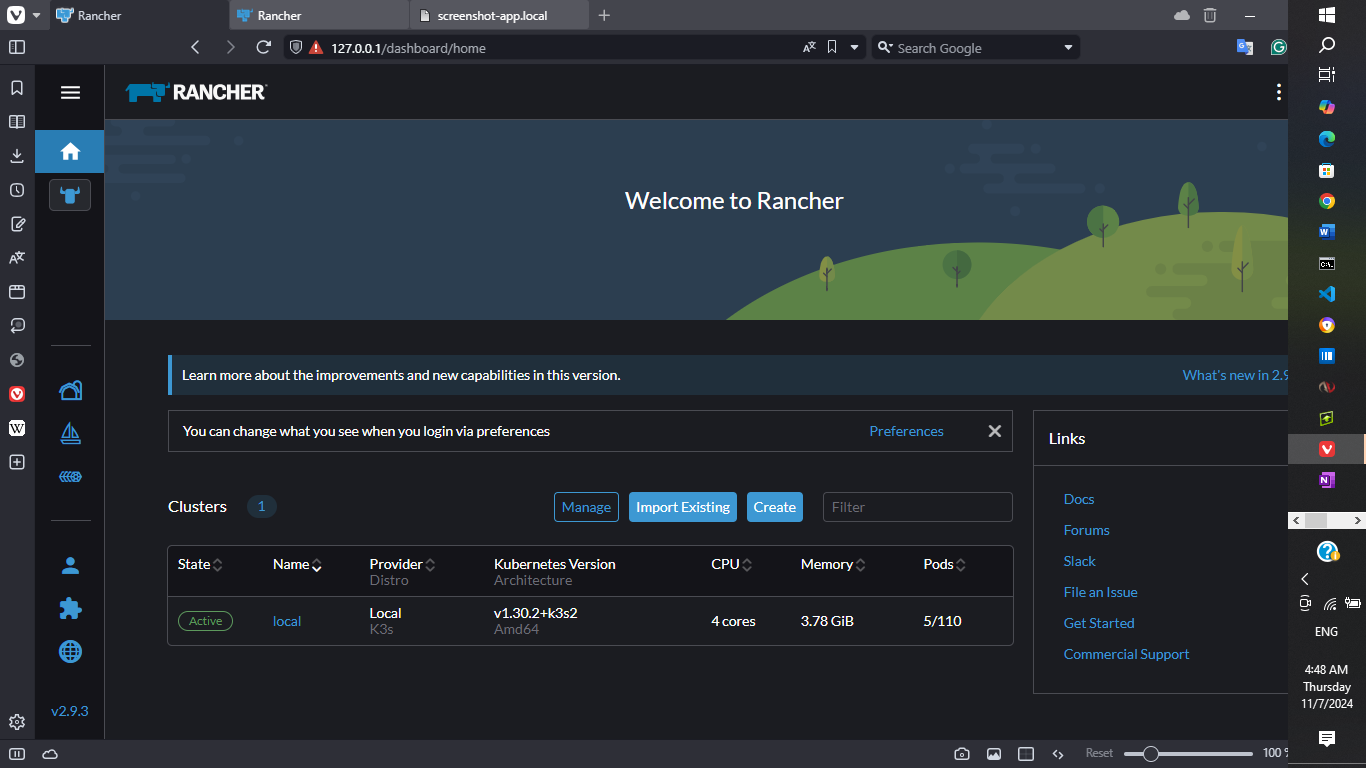 Rancher
Rancher
screenshot-app.local
127.0.0.1/dashboard/home
Search Google
RANCHER
Welcome to Rancher
Learn more about the improvements and new capabilities in this version.
What's new in 2.9
You can change what you see when you login via preferences
Preferences
Links
Docs
Forums
Slack
File an Issue
Get Started
Commercial Support
Clusters
1
Manage
Import Existing
Create
Filter
State
Name
Provider
Distro
Kubernetes Version
Architecture
CPU
Memory
Pods
Active
local
Local
K3s
v1.30.2+k3s2
Amd64
4 cores
3.78 GiB
5/110
v2.9.3
Reset
100 %
ENG
4:48 AM
Thursday
11/7/2024